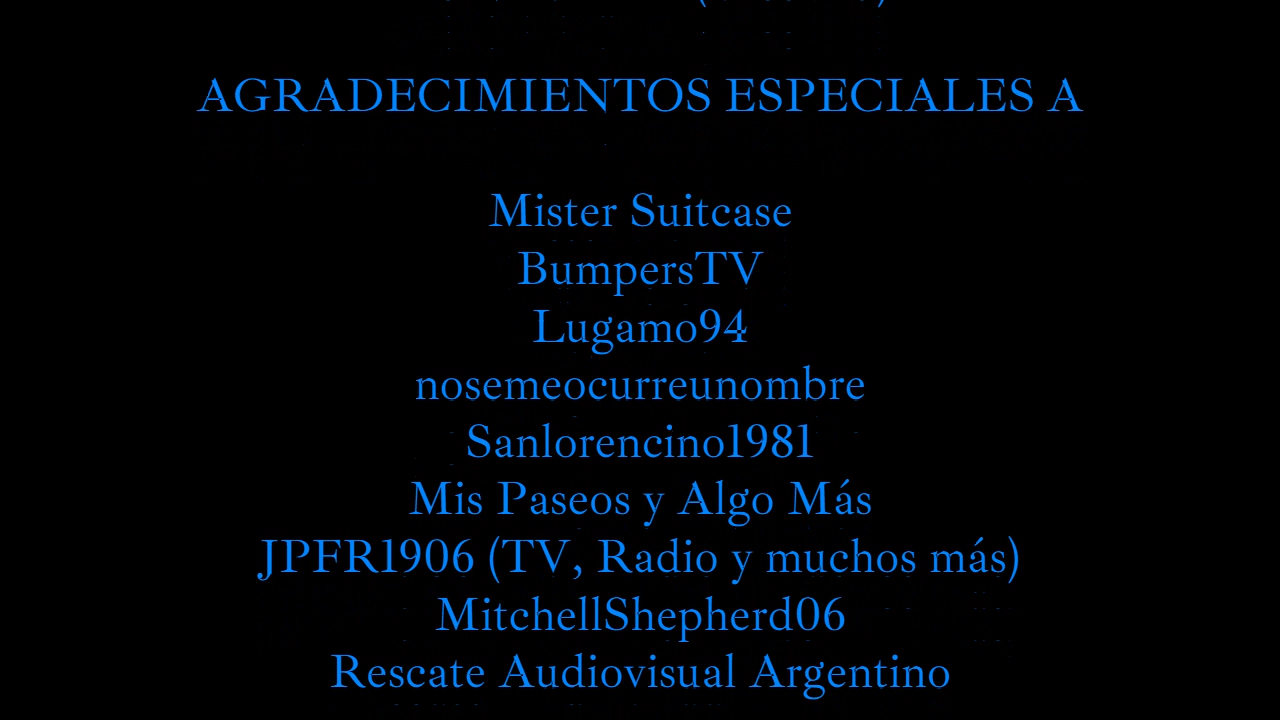 AGRADECIMIENTOS ESPECIALES A
Mister Suitcase
BumpersTV
Lugamo94
nosemeocurreunombre
Sanlorencino1981
Mis Paseos y Algo Más
JPFR1906 (TV, Radio y muchos más)
MitchellShepherd06
Rescate Audiovisual Argentino